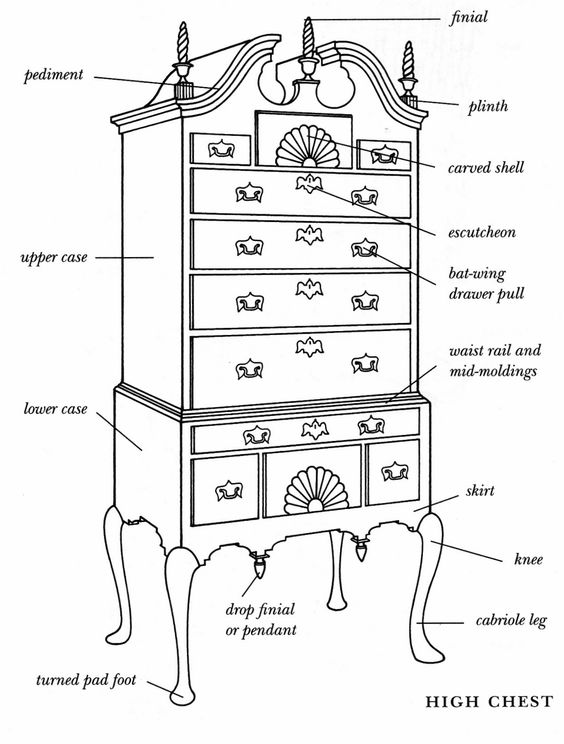 finial
pediment
plinth
carved shell
escutcheon
upper case
bat-wing
drawer pull
waist rail and
mid-moldings
lower case
skirt
knee
drop finial
or pendant
cabriole leg
turned pad foot
HIGH CHEST